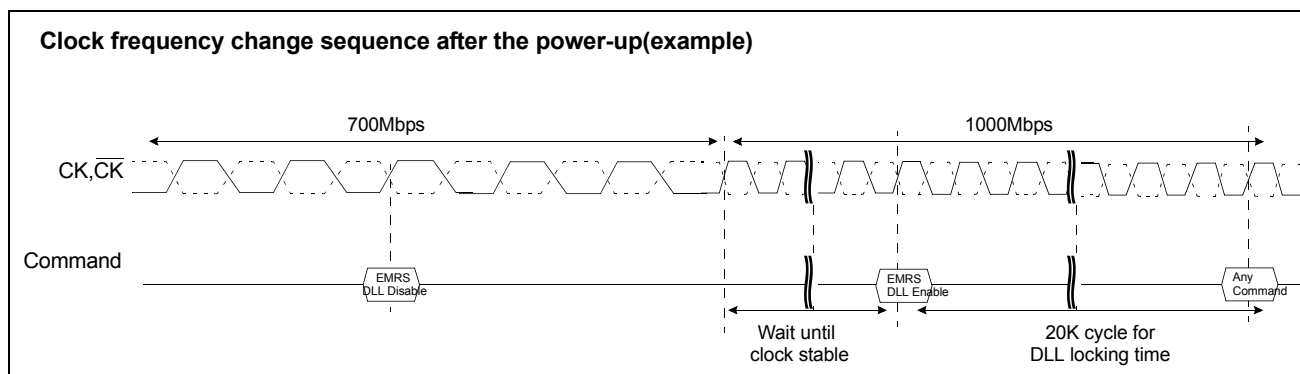 Clock frequency change sequence after the power-up(example)
700Mbps
1000Mbps
CK,C̅K̅
Command
EMRS
DLL Disable
EMRS
DLL Enable
Any
Command
Wait until
clock stable
20K cycle for
DLL locking time